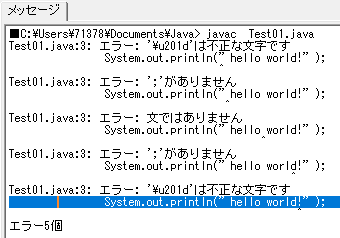 メッセージ
■C:¥Users¥71378¥Documents¥Java> javac  Test01.java
Test01.java:3: エラー: '¥u201d'は不正な文字です
System.out.println(” hello world!” );
^
Test01.java:3: エラー: ';'がありません
System.out.println(” hello world!” );
^
Test01.java:3: エラー: 文ではありません
System.out.println(” hello world!” );
^
Test01.java:3: エラー: ';'がありません
System.out.println(” hello world!” );
^
Test01.java:3: エラー: '¥u201d'は不正な文字です
System.out.println(” hello world!” );
^
エラー5個